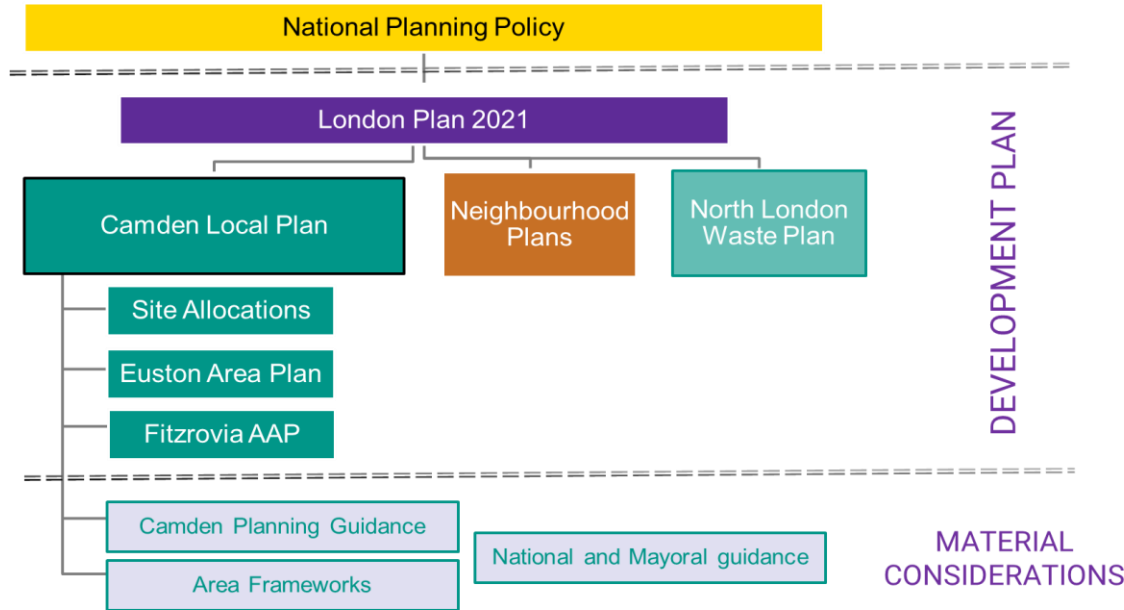 National Planning Policy
London Plan 2021
Camden Local Plan
Neighbourhood
Plans
North London
Waste Plan
Site Allocations
Euston Area Plan
Fitzrovia AAP
DEVELOPMENT PLAN
Camden Planning Guidance
Area Frameworks
National and Mayoral guidance
MATERIAL
CONSIDERATIONS